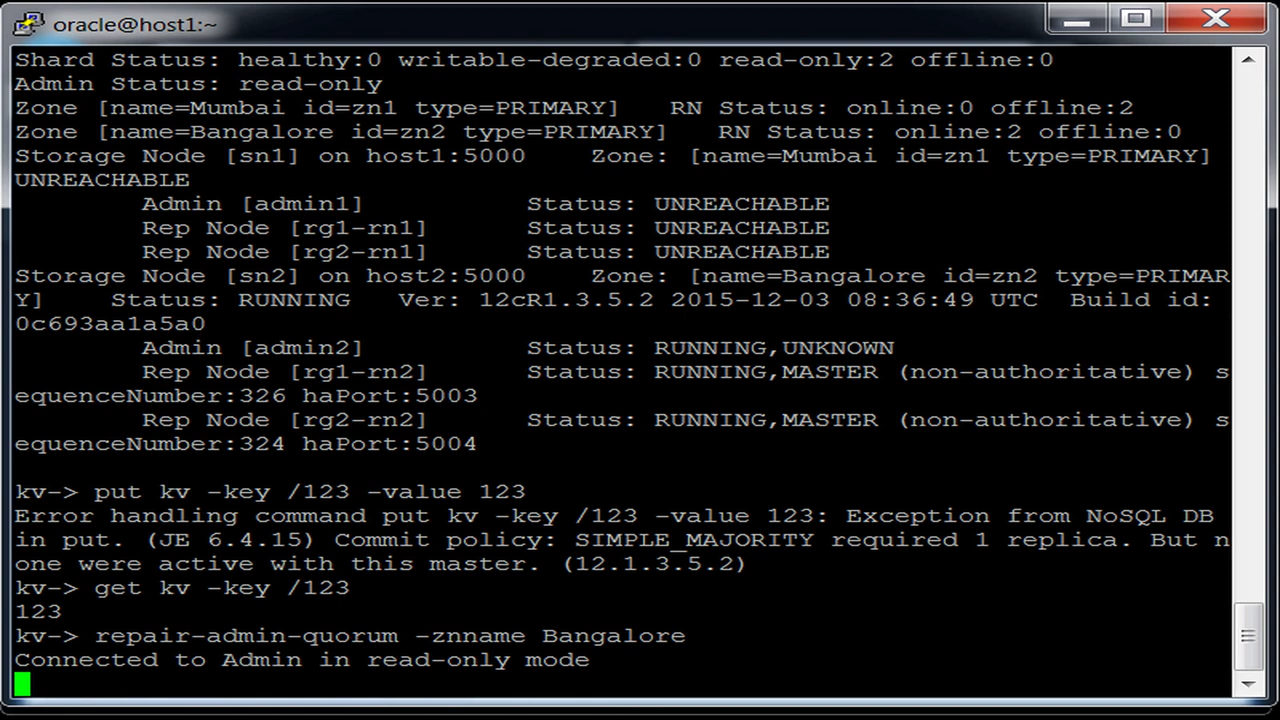 oracle@host1:~
Shard Status: healthy:0 writable-degraded:0 read-only:2 offline:0
Admin Status: read-only
Zone [name=Mumbai id=zn1 type=PRIMARY]   RN Status: online:0 offline:2
Zone [name=Bangalore id=zn2 type=PRIMARY]   RN Status: online:2 offline:0
Storage Node [sn1] on host1:5000    Zone: [name=Mumbai id=zn1 type=PRIMARY]
UNREACHABLE
        Admin [admin1]          Status: UNREACHABLE
        Rep Node [rg1-rn1]      Status: UNREACHABLE
        Rep Node [rg2-rn1]      Status: UNREACHABLE
Storage Node [sn2] on host2:5000    Zone: [name=Bangalore id=zn2 type=PRIMAR
Y]    Status: RUNNING   Ver: 12cR1.3.5.2 2015-12-03 08:36:49 UTC  Build id:
0c693aa1a5a0
        Admin [admin2]          Status: RUNNING,UNKNOWN
        Rep Node [rg1-rn2]      Status: RUNNING,MASTER (non-authoritative) s
equenceNumber:326 haPort:5003
        Rep Node [rg2-rn2]      Status: RUNNING,MASTER (non-authoritative) s
equenceNumber:324 haPort:5004
kv-> put kv -key /123 -value 123
Error handling command put kv -key /123 -value 123: Exception from NoSQL DB
in put. (JE 6.4.15) Commit policy: SIMPLE_MAJORITY required 1 replica. But n
one were active with this master. (12.1.3.5.2)
kv-> get kv -key /123
123
kv-> repair-admin-quorum -znname Bangalore
Connected to Admin in read-only mode